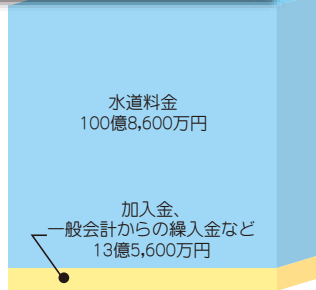 水道料金
100億8,600万円
加入金、
一般会計からの繰入金など
13億5,600万円